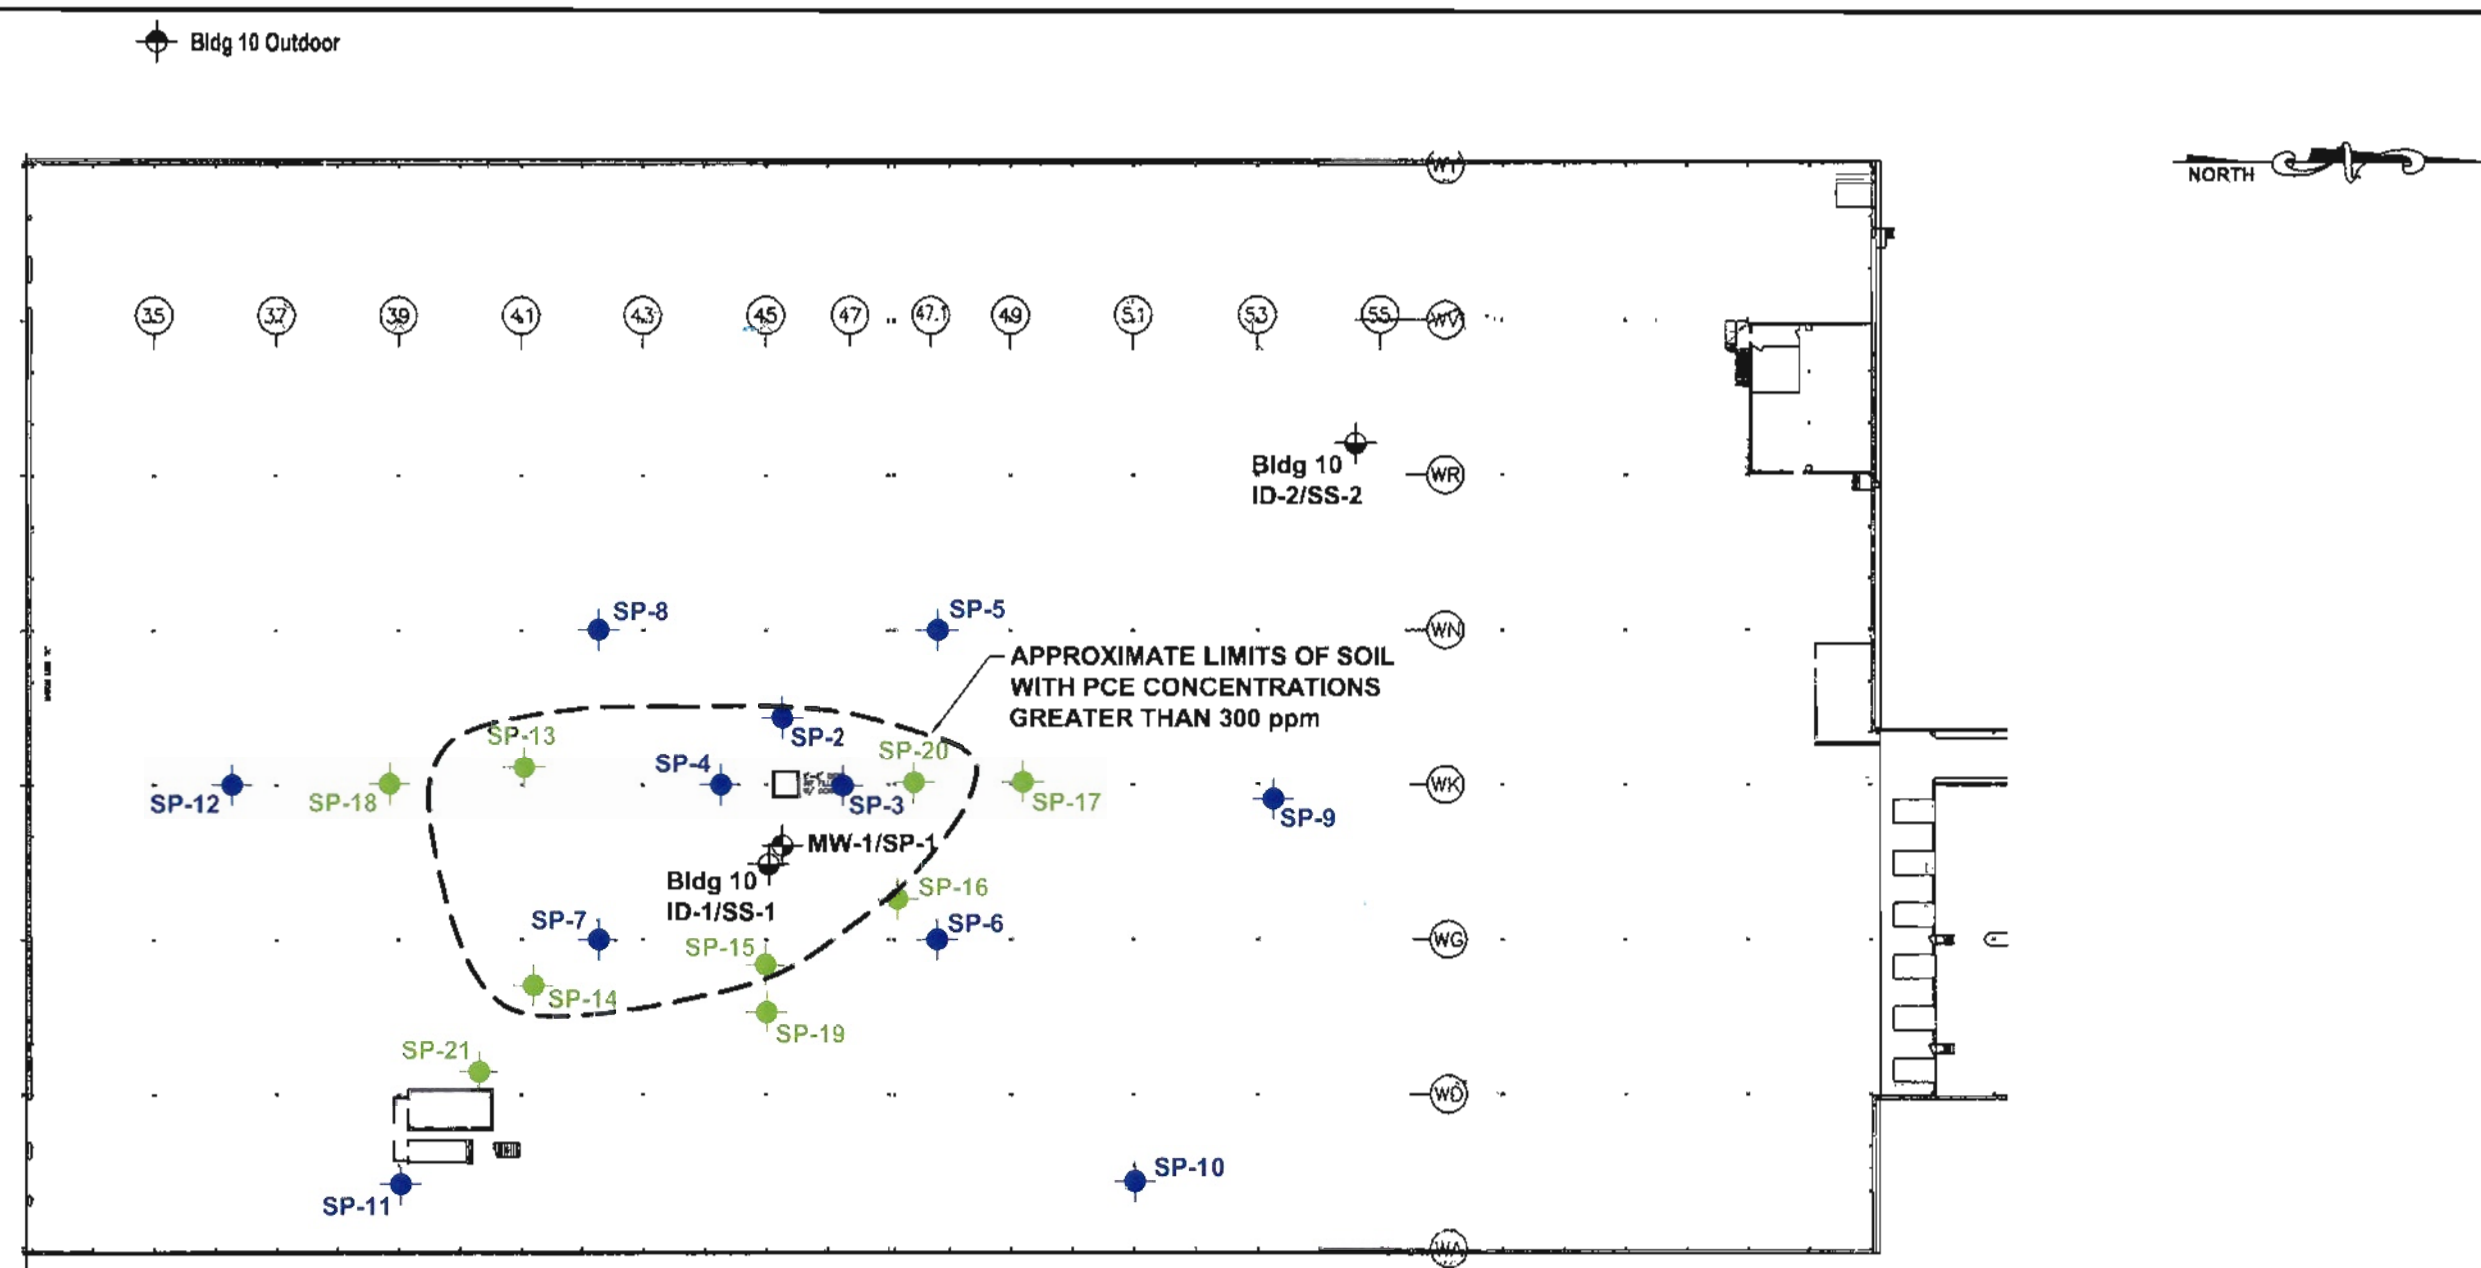 Bldg 10 Outdoor
NORTH
35 37 39 41 43 45 47 47.1 49 51 53 55 WV
Bldg 10
ID-2/SS-2
WR
SP-8
SP-5
WN
APPROXIMATE LIMITS OF SOIL
WITH PCE CONCENTRATIONS
GREATER THAN 300 ppm
SP-13
SP-2
SP-20
SP-4
SP-12
SP-18
SP-3
SP-17
WK
SP-9
MW-1/SP-1
Bldg 10
ID-1/SS-1
SP-16
SP-7
SP-6
SP-15
WG
SP-14
SP-19
SP-21
WD
SP-10
SP-11
WA